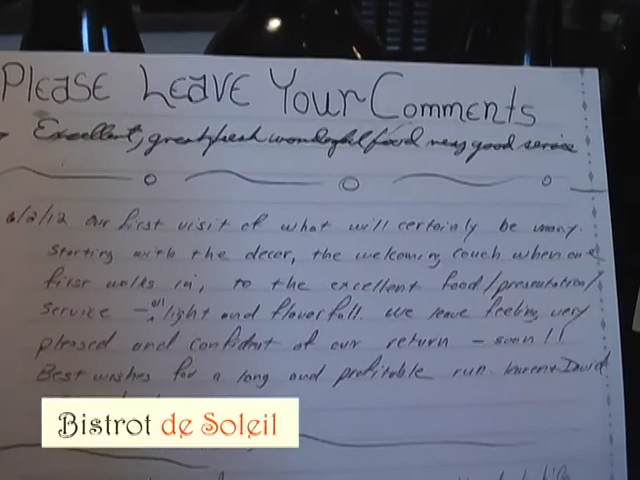 PLEASE LEAVE YOUR COMMENTS
Excellent, great fresh wonderful food very good service
6/2/12 our first visit of what will certainly be many.
Starting with the decor, the welcoming couch when one
first walks in, to the excellent food/presentation/
service - all light and flavorfull. We leave feeling very
pleased and confident of our return - soon!!
Best wishes for a long and profitable run. David
Bistrot de Soleil